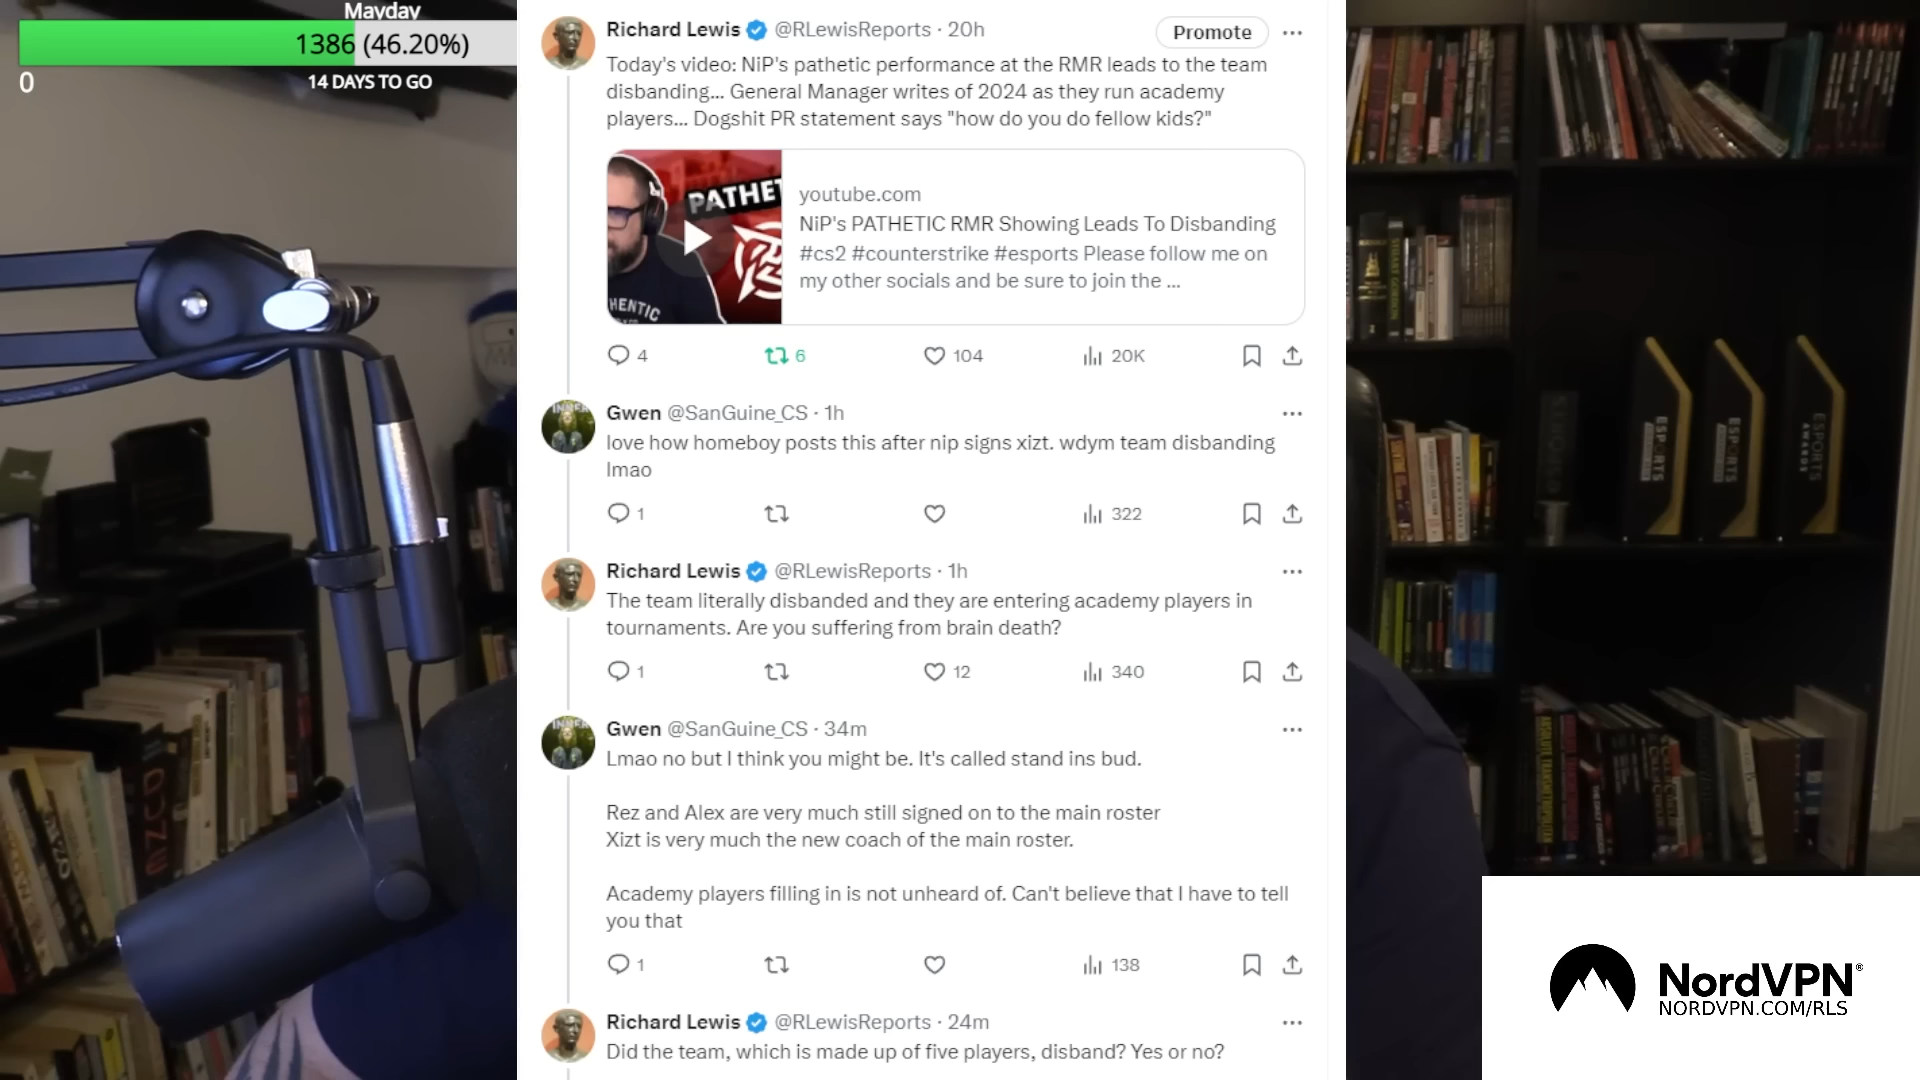 Mayday
1386 (46.20%)
0
14 DAYS TO GO
Richard Lewis @RLewisReports · 20h
Promote
Today's video: NiP's pathetic performance at the RMR leads to the team
disbanding... General Manager writes of 2024 as they run academy
players... Dogshit PR statement says "how do you do fellow kids?"
PATHET
HENTIC
youtube.com
NiP's PATHETIC RMR Showing Leads To Disbanding
#cs2 #counterstrike #esports Please follow me on
my other socials and be sure to join the ...
4 6 104 20K
Gwen @SanGuine_CS · 1h
love how homeboy posts this after nip signs xizt. wdym team disbanding
lmao
1 322
Richard Lewis @RLewisReports · 1h
The team literally disbanded and they are entering academy players in
tournaments. Are you suffering from brain death?
1 12 340
Gwen @SanGuine_CS · 34m
Lmao no but I think you might be. It's called stand ins bud.
Rez and Alex are very much still signed on to the main roster
Xizt is very much the new coach of the main roster.
Academy players filling in is not unheard of. Can't believe that I have to tell
you that
1 138
Richard Lewis @RLewisReports · 24m
Did the team, which is made up of five players, disband? Yes or no?
ESPORTS
ESPORTS
ESPORTS
AWARDS
ABSOLUTE TRANSMETROPOLITAN
NordVPN®
NORDVPN.COM/RLS